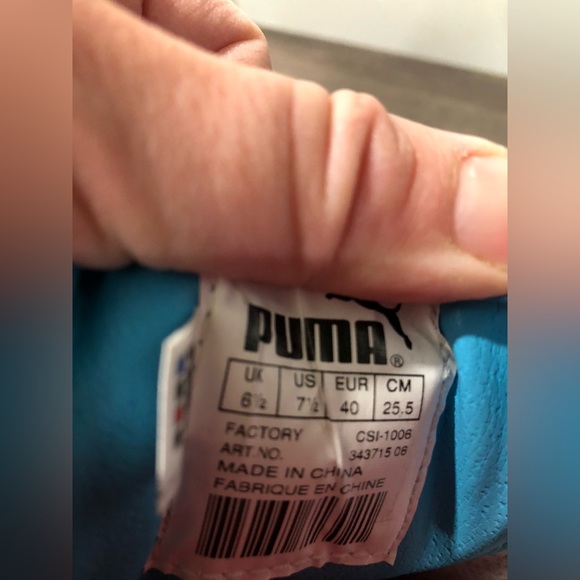 PUMA®
UK US EUR CM
6½ 7½ 40 25.5
FACTORY CSI-1006
ART.NO. 343715 06
MADE IN CHINA
FABRIQUE EN CHINE